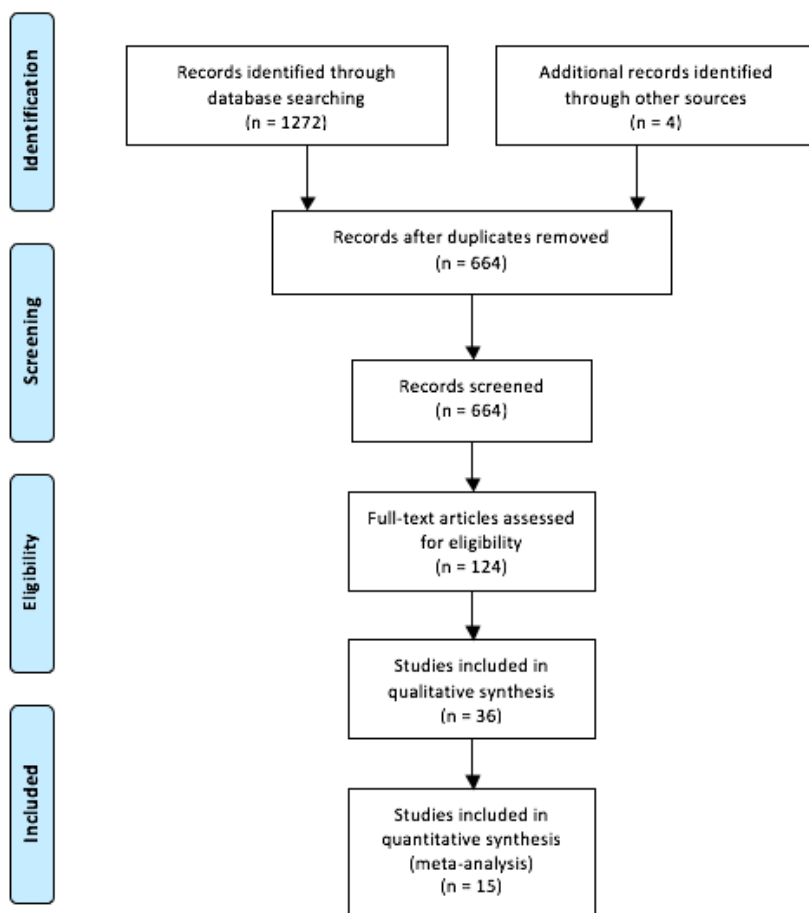 Identification
Records identified through
database searching
(n = 1272)
Additional records identified
through other sources
(n = 4)
Records after duplicates removed
(n = 664)
Screening
Records screened
(n = 664)
Eligibility
Full-text articles assessed
for eligibility
(n = 124)
Studies included in
qualitative synthesis
(n = 36)
Included
Studies included in
quantitative synthesis
(meta-analysis)
(n = 15)